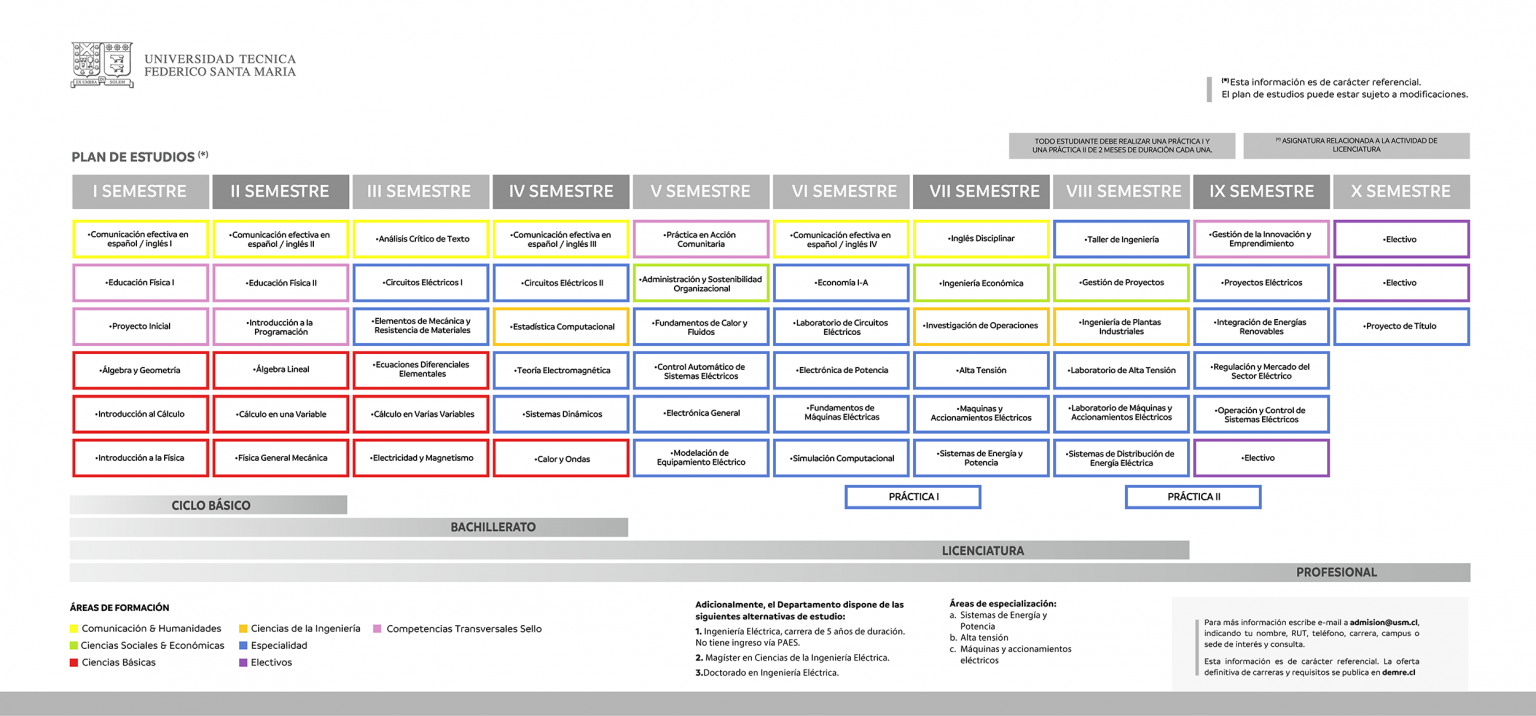 UNIVERSIDAD TECNICA
FEDERICO SANTA MARIA
(*)Esta información es de carácter referencial.
El plan de estudios puede estar sujeto a modificaciones.
PLAN DE ESTUDIOS (*)
TODO ESTUDIANTE DEBE REALIZAR UNA PRÁCTICA I Y
UNA PRÁCTICA II DE 2 MESES DE DURACIÓN CADA UNA.
(*) ASIGNATURA RELACIONADA A LA ACTIVIDAD DE
LICENCIATURA
I SEMESTRE
II SEMESTRE
III SEMESTRE
IV SEMESTRE
V SEMESTRE
VI SEMESTRE
VII SEMESTRE
VIII SEMESTRE
IX SEMESTRE
X SEMESTRE
•Comunicación efectiva en
español / inglés I
•Comunicación efectiva en
español / inglés II
•Análisis Crítico de Texto
•Comunicación efectiva en
español / inglés III
•Práctica en Acción
Comunitaria
•Comunicación efectiva en
español / inglés IV
•Inglés Disciplinar
•Taller de Ingeniería
•Gestión de la Innovación y
Emprendimiento
•Electivo
•Educación Física I
•Educación Física II
•Circuitos Eléctricos I
•Circuitos Eléctricos II
•Administración y Sostenibilidad
Organizacional
•Economía I-A
•Ingeniería Económica
•Gestión de Proyectos
•Proyectos Eléctricos
•Electivo
•Proyecto Inicial
•Introducción a la
Programación
•Elementos de Mecánica y
Resistencia de Materiales
•Estadística Computacional
•Fundamentos de Calor y
Fluidos
•Laboratorio de Circuitos
Eléctricos
•Investigación de Operaciones
•Ingeniería de Plantas
Industriales
•Integración de Energías
Renovables
•Proyecto de Título
•Álgebra y Geometría
•Álgebra Lineal
•Ecuaciones Diferenciales
Elementales
•Teoría Electromagnética
•Control Automático de
Sistemas Eléctricos
•Electrónica de Potencia
•Alta Tensión
•Laboratorio de Alta Tensión
•Regulación y Mercado del
Sector Eléctrico
•Introducción al Cálculo
•Cálculo en una Variable
•Cálculo en Varias Variables
•Sistemas Dinámicos
•Electrónica General
•Fundamentos de
Máquinas Eléctricas
•Maquinas y
Accionamientos Eléctricos
•Laboratorio de Máquinas y
Accionamientos Eléctricos
•Operación y Control de
Sistemas Eléctricos
•Introducción a la Física
•Física General Mecánica
•Electricidad y Magnetismo
•Calor y Ondas
•Modelación de
Equipamiento Eléctrico
•Simulación Computacional
•Sistemas de Energía y
Potencia
•Sistemas de Distribución de
Energía Eléctrica
•Electivo
PRÁCTICA I
PRÁCTICA II
CICLO BÁSICO
BACHILLERATO
LICENCIATURA
PROFESIONAL
ÁREAS DE FORMACIÓN
Comunicación & Humanidades
Ciencias Sociales & Económicas
Ciencias Básicas
Ciencias de la Ingeniería
Especialidad
Electivos
Competencias Transversales Sello
Adicionalmente, el Departamento dispone de las
siguientes alternativas de estudio:
1. Ingeniería Eléctrica, carrera de 5 años de duración.
No tiene ingreso vía PAES.
2. Magíster en Ciencias de la Ingeniería Eléctrica.
3.Doctorado en Ingeniería Eléctrica.
Áreas de especialización:
a. Sistemas de Energía y
Potencia
b. Alta tensión
c. Máquinas y accionamientos
eléctricos
Para más información escribe e-mail a admision@usm.cl,
indicando tu nombre, RUT, teléfono, carrera, campus o
sede de interés y consulta.
Esta información es de carácter referencial. La oferta
definitiva de carreras y requisitos se publica en demre.cl